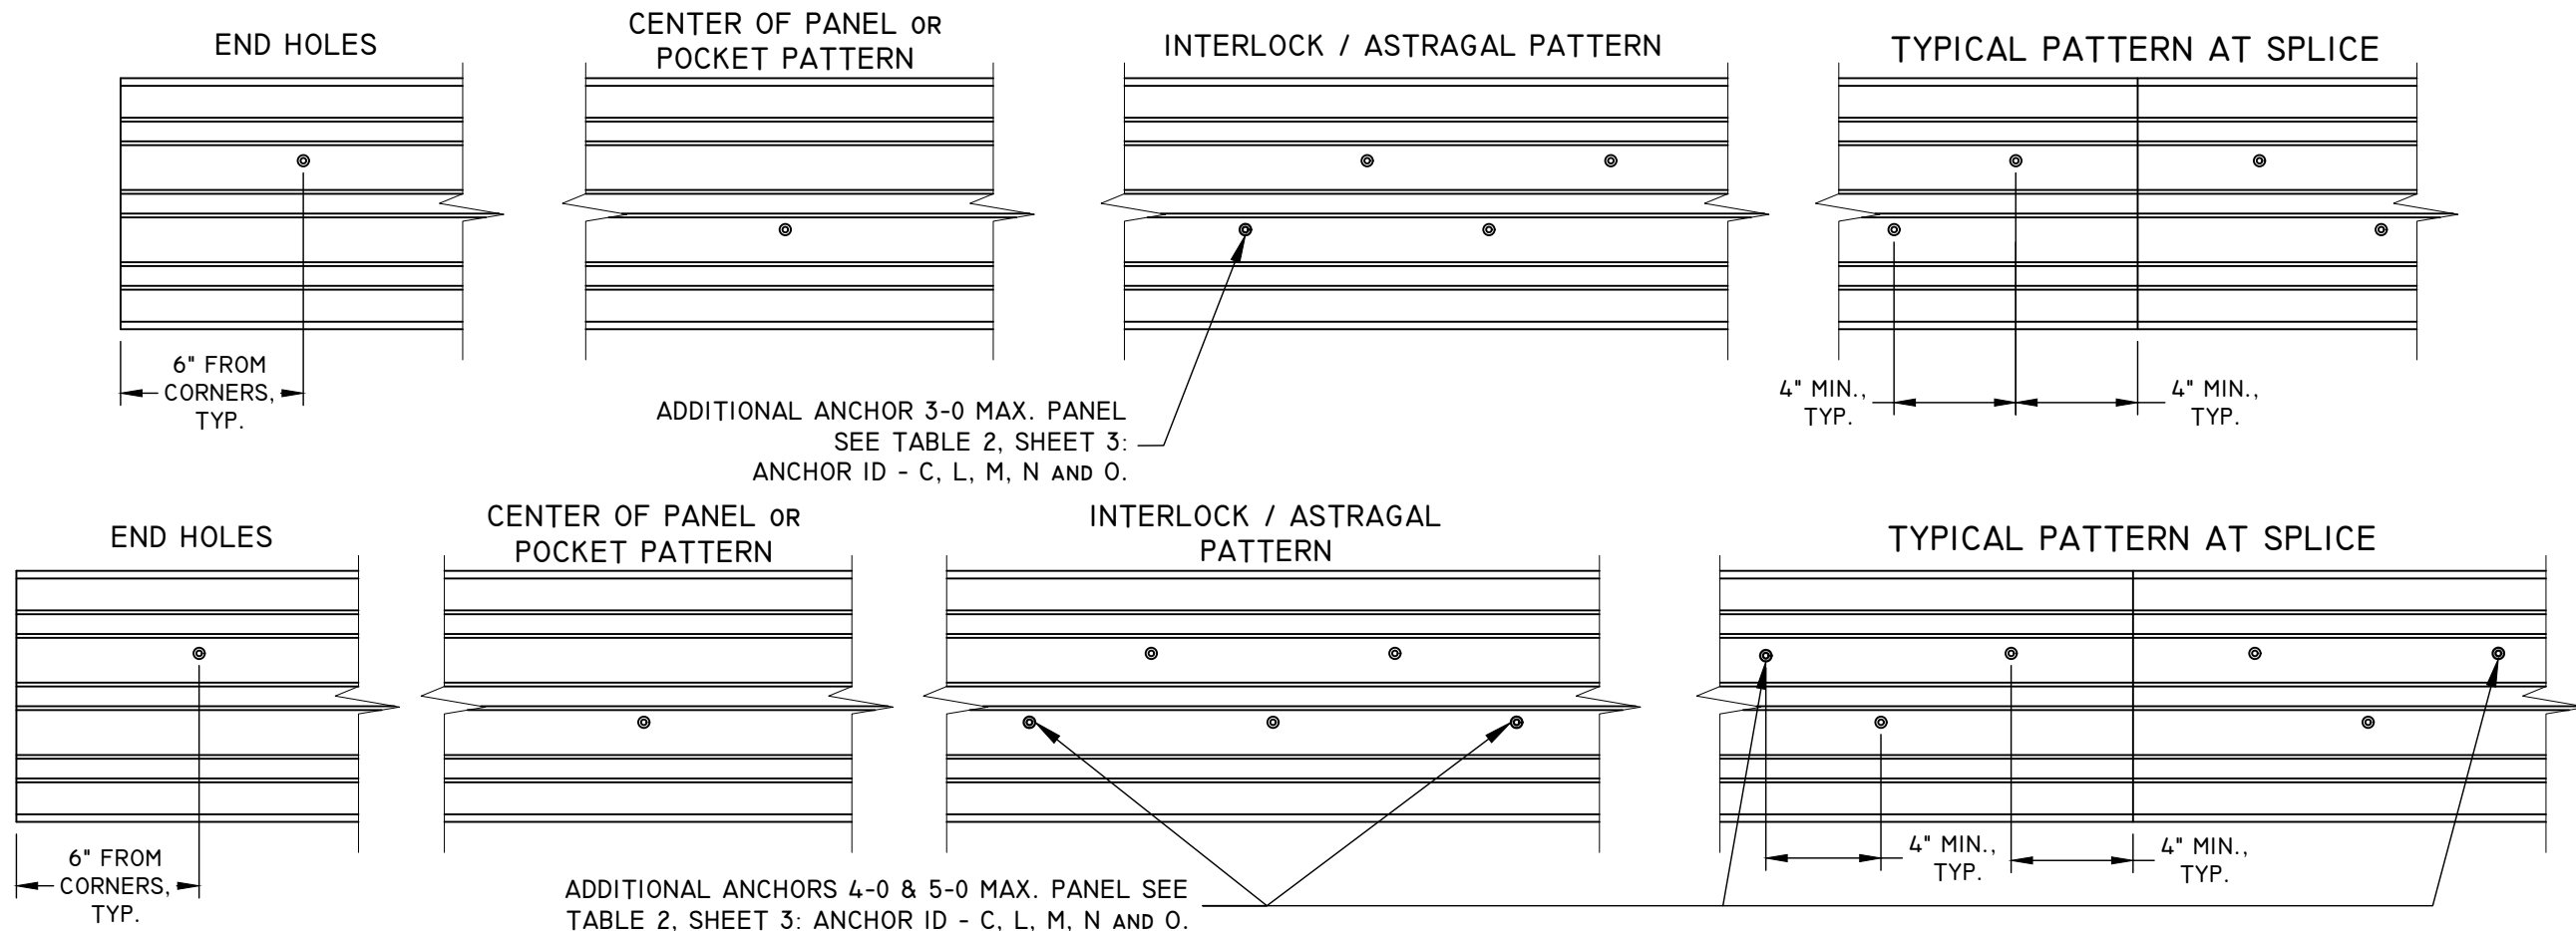 END HOLES
CENTER OF PANEL OR
POCKET PATTERN
INTERLOCK / ASTRAGAL PATTERN
TYPICAL PATTERN AT SPLICE
6" FROM
CORNERS,
TYP.
ADDITIONAL ANCHOR 3-0 MAX. PANEL
SEE TABLE 2, SHEET 3:
ANCHOR ID - C, L, M, N AND O.
4" MIN.,
TYP.
4" MIN.,
TYP.
END HOLES
CENTER OF PANEL OR
POCKET PATTERN
INTERLOCK / ASTRAGAL
PATTERN
TYPICAL PATTERN AT SPLICE
6" FROM
CORNERS,
TYP.
ADDITIONAL ANCHORS 4-0 & 5-0 MAX. PANEL SEE
TABLE 2, SHEET 3: ANCHOR ID - C, L, M, N AND O.
4" MIN.,
TYP.
4" MIN.,
TYP.